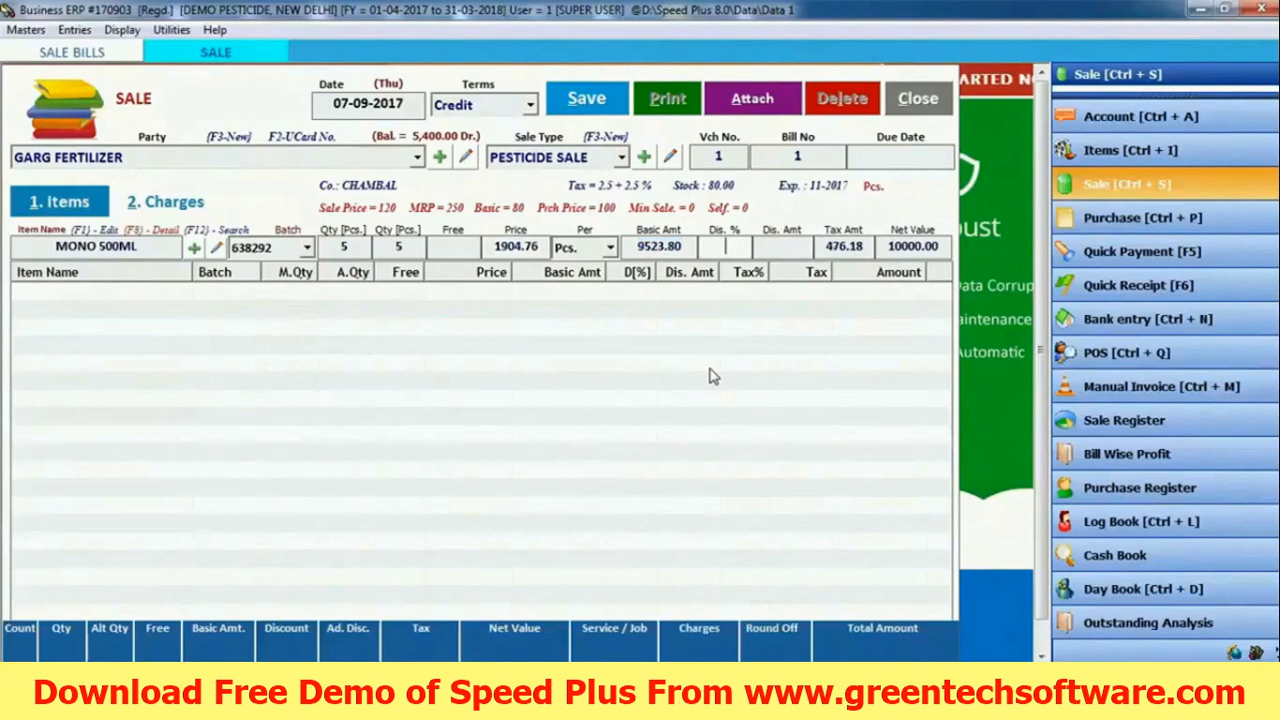 Business ERP #170903 (Regd.) [DEMO PESTICIDE, NEW DELHI] [FY = 01-04-2017 to 31-03-2018] User = 1 [SUPER USER] @D:\Speed Plus 8.0\Data\Data 1
Masters Entries Display Utilities Help
SALE BILLS SALE
SALE
Date (Thu) Terms
07-09-2017 Credit Save Print Attach Delete Close
Party (F3-New) F2-UCard No. (Bal. = 5,400.00 Dr.) Sale Type (F3-New) Vch No. Bill No Due Date
GARG FERTILIZER PESTICIDE SALE 1 1
Co.: CHAMBAL Tax = 2.5 + 2.5 % Stock : 80.00 Exp. : 11-2017 Pcs.
1. Items 2. Charges
Sale Price = 120 MRP = 250 Basic = 80 Prch Price = 100 Min Sale. = 0 Self. = 0
Item Name (F1) - Edit (F8) - Detail (F12) - Search Batch Qty [Pcs.] Qty [Pcs.] Free Price Per Basic Amt Dis. % Dis. Amt Tax Amt Net Value
MONO 500ML 638292 5 5 1904.76 Pcs. 9523.80 476.18 10000.00
Item Name Batch M.Qty A.Qty Free Price Basic Amt D[%] Dis. Amt Tax% Tax Amount
Count Qty Alt Qty Free Basic Amt. Discount Ad. Disc. Tax Net Value Service / Job Charges Round Off Total Amount
ARTED N
ust
Data Corrup
aintenance
Automatic
Sale [Ctrl + S]
Account [Ctrl + A]
Items [Ctrl + I]
Sale [Ctrl + S]
Purchase [Ctrl + P]
Quick Payment [F5]
Quick Receipt [F6]
Bank entry [Ctrl + N]
POS [Ctrl + Q]
Manual Invoice [Ctrl + M]
Sale Register
Bill Wise Profit
Purchase Register
Log Book [Ctrl + L]
Cash Book
Day Book [Ctrl + D]
Outstanding Analysis
Download Free Demo of Speed Plus From www.greentechsoftware.com